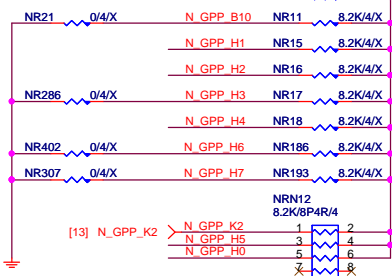 NR21 0/4/X N_GPP_B10 NR11 8.2K/4/X
N_GPP_H1 NR15 8.2K/4/X
N_GPP_H2 NR16 8.2K/4/X
NR286 0/4/X N_GPP_H3 NR17 8.2K/4/X
N_GPP_H4 NR18 8.2K/4/X
NR402 0/4/X N_GPP_H6 NR186 8.2K/4/X
NR307 0/4/X N_GPP_H7 NR193 8.2K/4/X
NRN12
8.2K/8P4R/4
[13] N_GPP_K2 N_GPP_K2 1 2
N_GPP_H5 3 4
N_GPP_H0 5 6
7 8